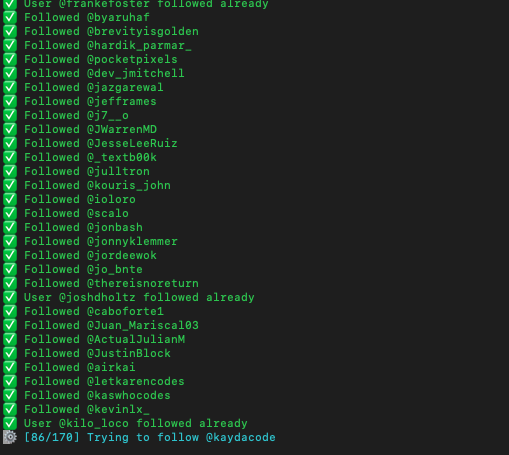 User @frankefoster followed already
Followed @byaruhaf
Followed @brevityisgolden
Followed @hardik_parmar_
Followed @pocketpixels
Followed @dev_jmitchell
Followed @jazgarewal
Followed @jefframes
Followed @j7__o
Followed @JWarrenMD
Followed @JesseLeeRuiz
Followed @_textb00k
Followed @julltron
Followed @kouris_john
Followed @ioloro
Followed @scalo
Followed @jonbash
Followed @jonnyklemmer
Followed @jordeewok
Followed @jo_bnte
Followed @thereisnoreturn
User @joshdholtz followed already
Followed @caboforte1
Followed @Juan_Mariscal03
Followed @ActualJulianM
Followed @JustinBlock
Followed @airkai
Followed @letkarencodes
Followed @kaswhocodes
Followed @kevinlx_
User @kilo_loco followed already
[86/170] Trying to follow @kaydacode